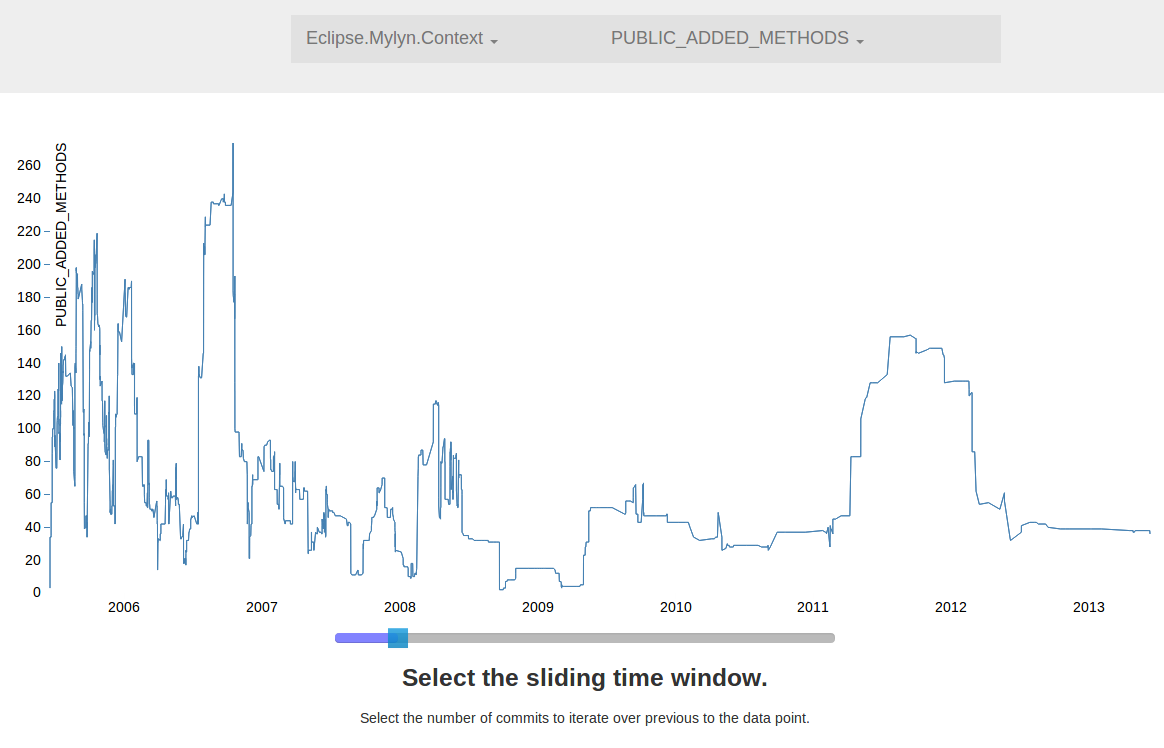 Eclipse.Mylyn.Context PUBLIC_ADDED_METHODS
PUBLIC_ADDED_METHODS
260
240
220
200
180
160
140
120
100
80
60
40
20
0
2006 2007 2008 2009 2010 2011 2012 2013
Select the sliding time window.
Select the number of commits to iterate over previous to the data point.